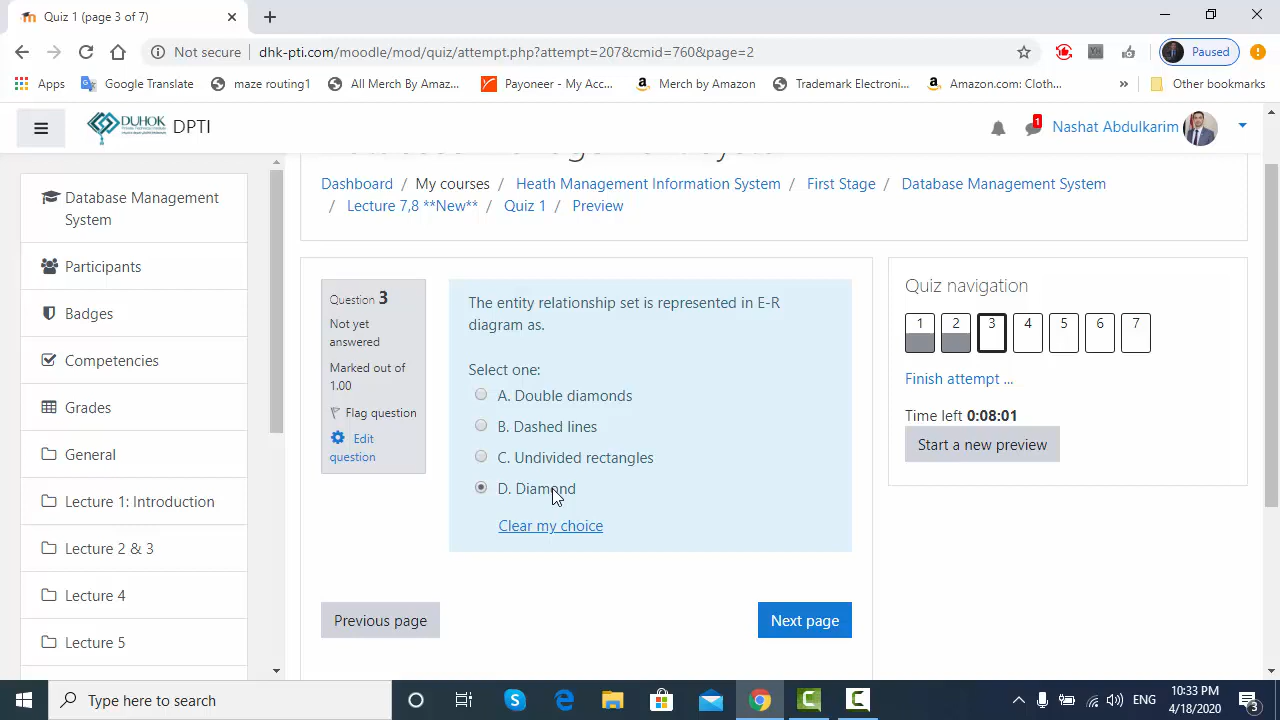 Quiz 1 (page 3 of 7)
Not secure
dhk-pti.com/moodle/mod/quiz/attempt.php?attempt=207&cmid=760&page=2
Paused
Apps
Google Translate
maze routing1
All Merch By Amaz...
Payoneer - My Acc...
Merch by Amazon
Trademark Electroni...
Amazon.com: Cloth...
»
Other bookmarks
DUHOK
DPTI
1
Nashat Abdulkarim
Dashboard / My courses / Heath Management Information System / First Stage / Database Management System
/ Lecture 7,8 **New** / Quiz 1 / Preview
Database Management
System
Participants
Badges
Competencies
Grades
General
Lecture 1: Introduction
Lecture 2 & 3
Lecture 4
Lecture 5
Question 3
Not yet
answered
Marked out of
1.00
Flag question
Edit
question
The entity relationship set is represented in E-R
diagram as.
Select one:
A. Double diamonds
B. Dashed lines
C. Undivided rectangles
D. Diamond
Clear my choice
Previous page
Next page
Quiz navigation
1 2 3 4 5 6 7
Finish attempt ...
Time left 0:08:01
Start a new preview
Type here to search
ENG
10:33 PM
4/18/2020
3